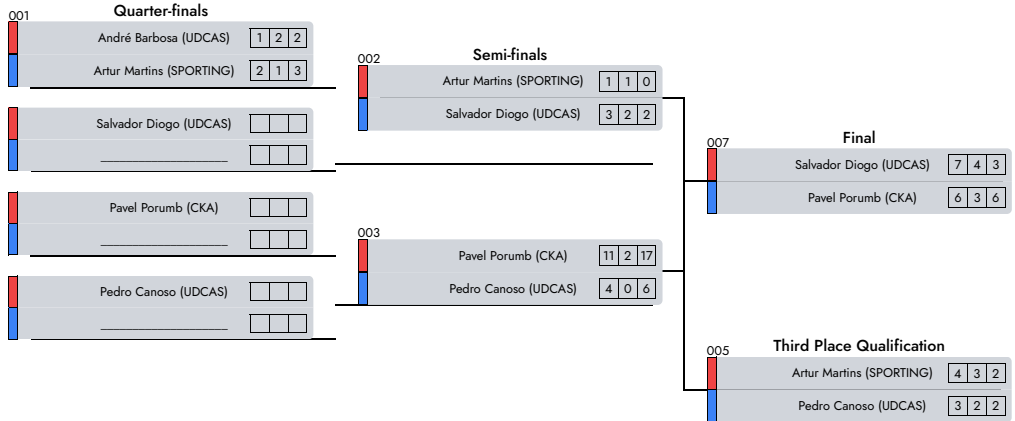 Quarter-finals
001
André Barbosa (UDCAS) 1 2 2
Artur Martins (SPORTING) 2 1 3
Salvador Diogo (UDCAS)
____________________
Pavel Porumb (CKA)
____________________
Pedro Canoso (UDCAS)
____________________
Semi-finals
002
Artur Martins (SPORTING) 1 1 0
Salvador Diogo (UDCAS) 3 2 2
003
Pavel Porumb (CKA) 11 2 17
Pedro Canoso (UDCAS) 4 0 6
Final
007
Salvador Diogo (UDCAS) 7 4 3
Pavel Porumb (CKA) 6 3 6
Third Place Qualification
005
Artur Martins (SPORTING) 4 3 2
Pedro Canoso (UDCAS) 3 2 2